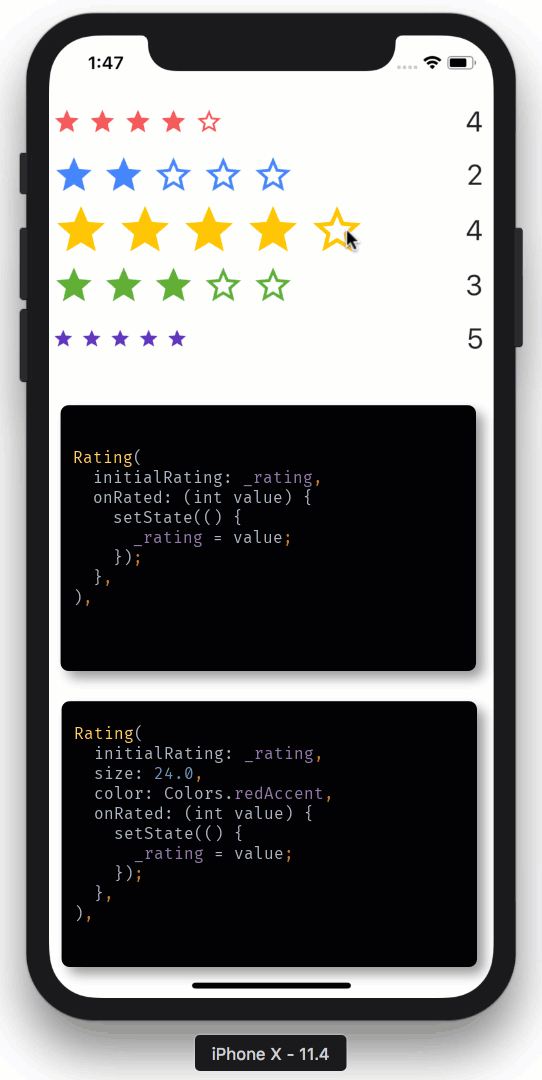 1:47
4
2
4
3
5
Rating(
  initialRating: _rating,
  onRated: (int value) {
    setState(() {
      _rating = value;
    });
  },
),
Rating(
  initialRating: _rating,
  size: 24.0,
  color: Colors.redAccent,
  onRated: (int value) {
    setState(() {
      _rating = value;
    });
  },
),
iPhone X - 11.4